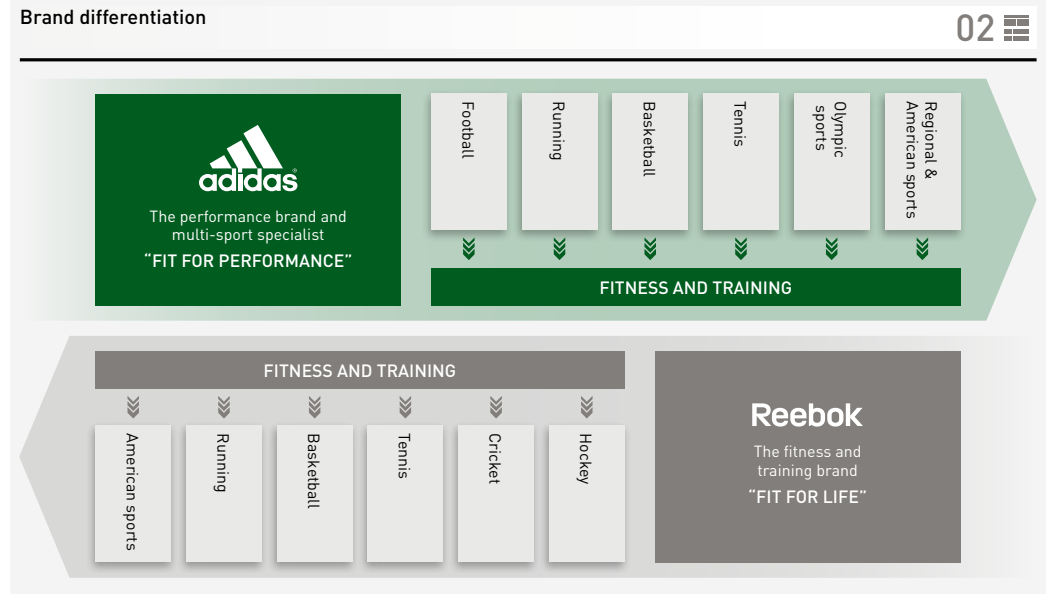 Brand differentiation
02
adidas®
The performance brand and
multi-sport specialist
“FIT FOR PERFORMANCE”
Football
Running
Basketball
Tennis
Olympic
sports
Regional &
American sports
FITNESS AND TRAINING
FITNESS AND TRAINING
American sports
Running
Basketball
Tennis
Cricket
Hockey
Reebok
The fitness and
training brand
“FIT FOR LIFE”